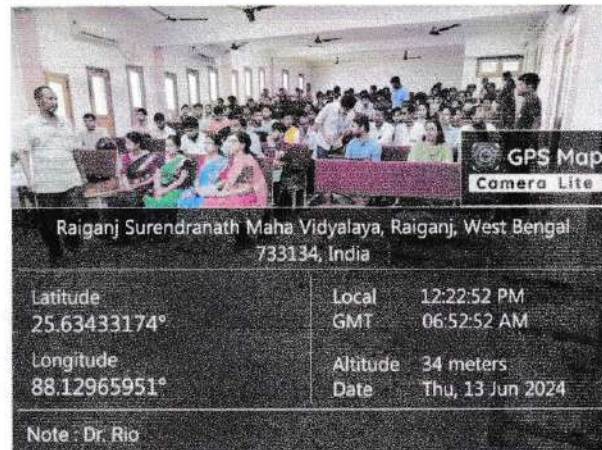 GPS Map
Camera Lite
Raiganj Surendranath Maha Vidyalaya, Raiganj, West Bengal
733134, India
Latitude
25.63433174°
Longitude
88.12965951°
Local 12:22:52 PM
GMT 06:52:52 AM
Altitude 34 meters
Date Thu, 13 Jun 2024
Note : Dr. Rio